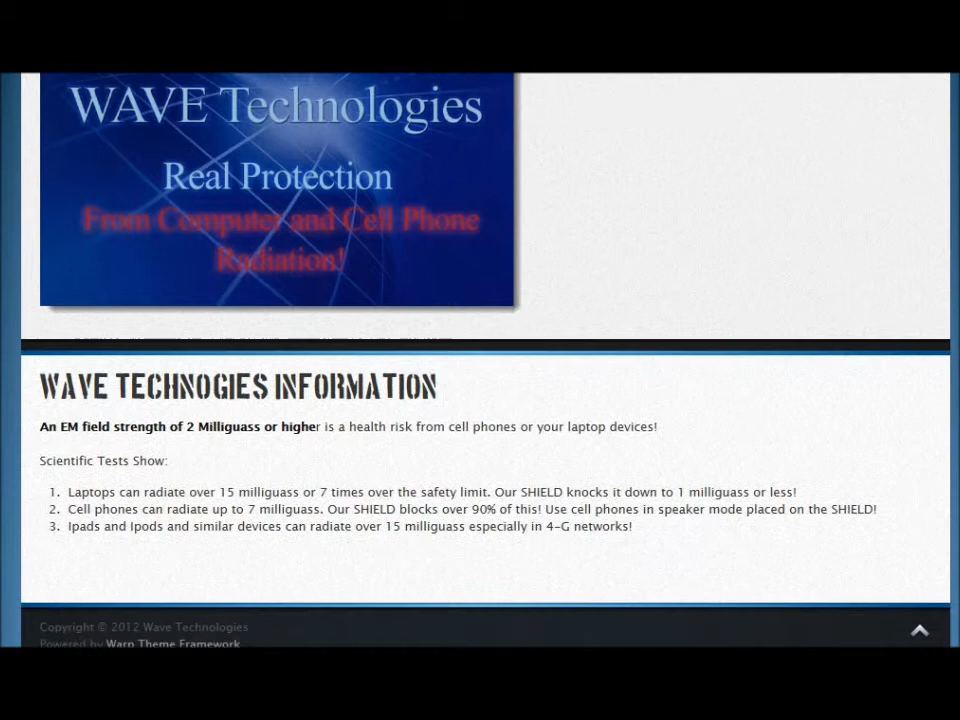 WAVE Technologies
Real Protection
From Computer and Cell Phone
Radiation!
WAVE TECHNOGIES INFORMATION
An EM field strength of 2 Milliguass or higher is a health risk from cell phones or your laptop devices!
Scientific Tests Show:
1. Laptops can radiate over 15 milliguass or 7 times over the safety limit. Our SHIELD knocks it down to 1 milliguass or less!
2. Cell phones can radiate up to 7 milliguass. Our SHIELD blocks over 90% of this! Use cell phones in speaker mode placed on the SHIELD!
3. Ipads and Ipods and similar devices can radiate over 15 milliguass especially in 4-G networks!
Copyright © 2012 Wave Technologies
Powered by Warp Theme Framework